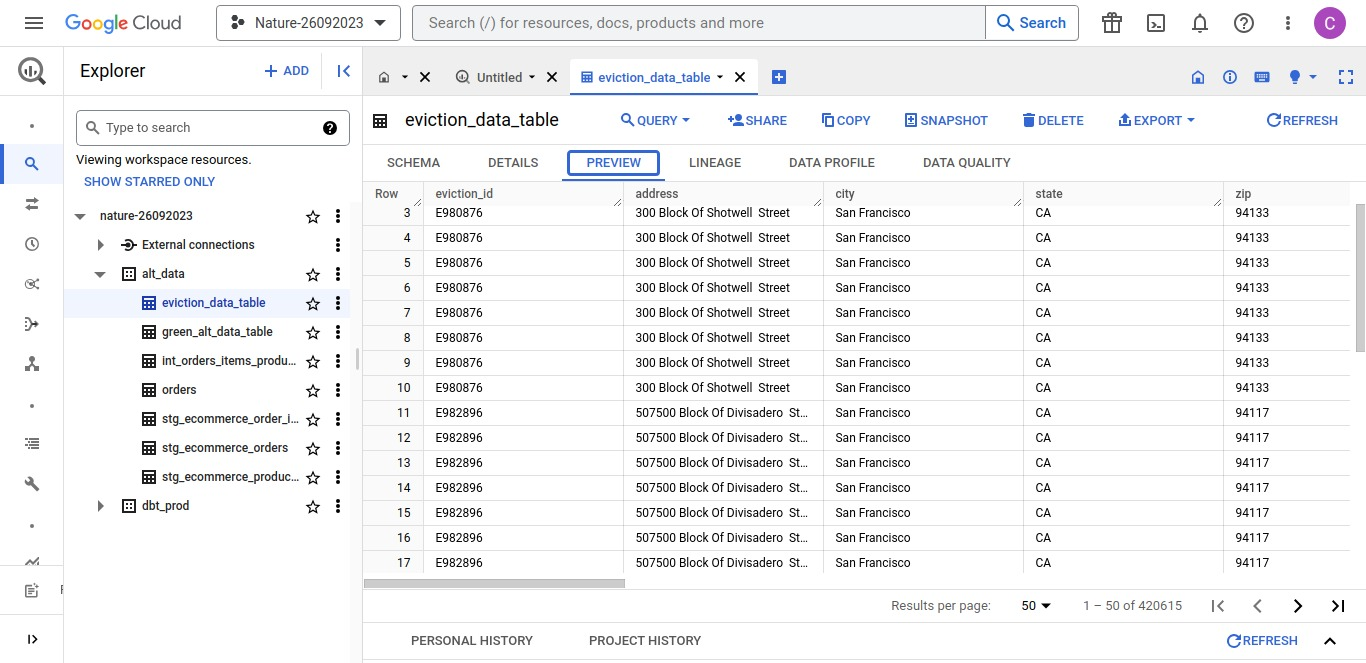 Google Cloud
Nature-26092023
Search (/) for resources, docs, products and more
Search
C
Explorer
+ ADD
Untitled
eviction_data_table
Type to search
eviction_data_table
QUERY
SHARE
COPY
SNAPSHOT
DELETE
EXPORT
REFRESH
Viewing workspace resources.
SHOW STARRED ONLY
SCHEMA
DETAILS
PREVIEW
LINEAGE
DATA PROFILE
DATA QUALITY
nature-26092023
External connections
alt_data
eviction_data_table
green_alt_data_table
int_orders_items_produ...
orders
stg_ecommerce_order_i...
stg_ecommerce_orders
stg_ecommerce_produc...
dbt_prod
Row eviction_id address city state zip
3 E980876 300 Block Of Shotwell Street San Francisco CA 94133
4 E980876 300 Block Of Shotwell Street San Francisco CA 94133
5 E980876 300 Block Of Shotwell Street San Francisco CA 94133
6 E980876 300 Block Of Shotwell Street San Francisco CA 94133
7 E980876 300 Block Of Shotwell Street San Francisco CA 94133
8 E980876 300 Block Of Shotwell Street San Francisco CA 94133
9 E980876 300 Block Of Shotwell Street San Francisco CA 94133
10 E980876 300 Block Of Shotwell Street San Francisco CA 94133
11 E982896 507500 Block Of Divisadero St... San Francisco CA 94117
12 E982896 507500 Block Of Divisadero St... San Francisco CA 94117
13 E982896 507500 Block Of Divisadero St... San Francisco CA 94117
14 E982896 507500 Block Of Divisadero St... San Francisco CA 94117
15 E982896 507500 Block Of Divisadero St... San Francisco CA 94117
16 E982896 507500 Block Of Divisadero St... San Francisco CA 94117
17 E982896 507500 Block Of Divisadero St... San Francisco CA 94117
Results per page: 50 1 – 50 of 420615
PERSONAL HISTORY
PROJECT HISTORY
REFRESH